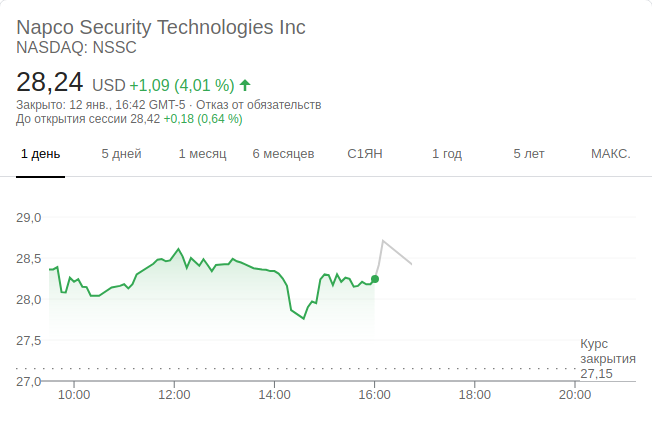 Napco Security Technologies Inc
NASDAQ: NSSC
28,24 USD +1,09 (4,01 %)
Закрыто: 12 янв., 16:42 GMT-5 · Отказ от обязательств
До открытия сессии 28,42 +0,18 (0,64 %)
1 день 5 дней 1 месяц 6 месяцев С1ЯН 1 год 5 лет МАКС.
29,0
28,5
28,0
27,5
Курс
закрытия
27,15
27,0
10:00 12:00 14:00 16:00 18:00 20:00